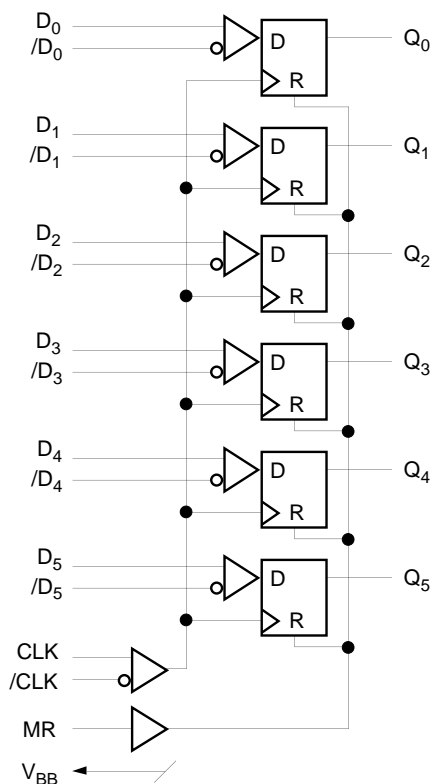 D0
/D0
D
R
Q0
D1
/D1
D
R
Q1
D2
/D2
D
R
Q2
D3
/D3
D
R
Q3
D4
/D4
D
R
Q4
D5
/D5
D
R
Q5
CLK
/CLK
MR
VBB